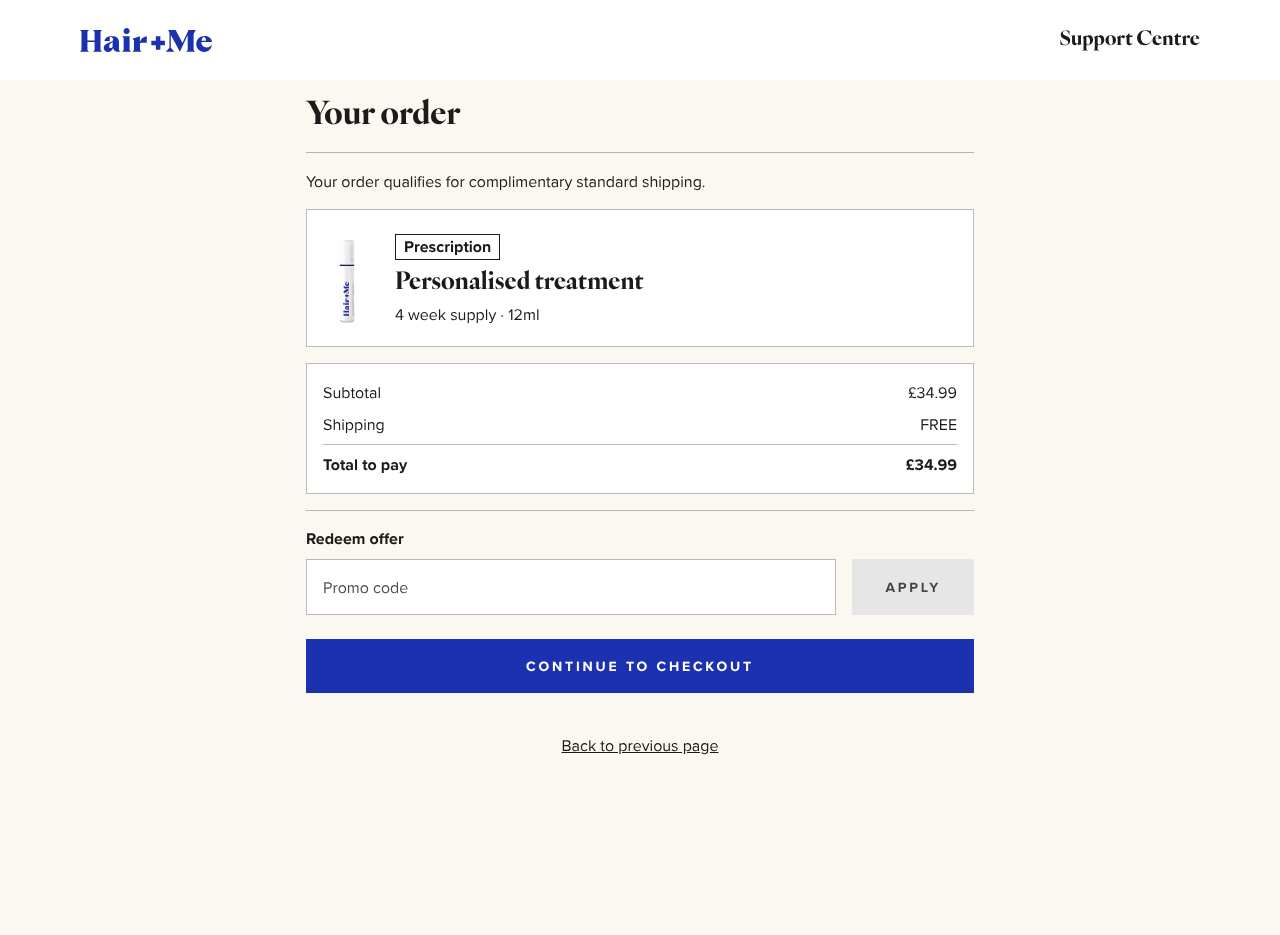 Hair+Me
Support Centre
Your order
Your order qualifies for complimentary standard shipping.
Prescription
Personalised treatment
4 week supply · 12ml
Hair+Me
Subtotal £34.99
Shipping FREE
Total to pay £34.99
Redeem offer
Promo code
APPLY
CONTINUE TO CHECKOUT
Back to previous page